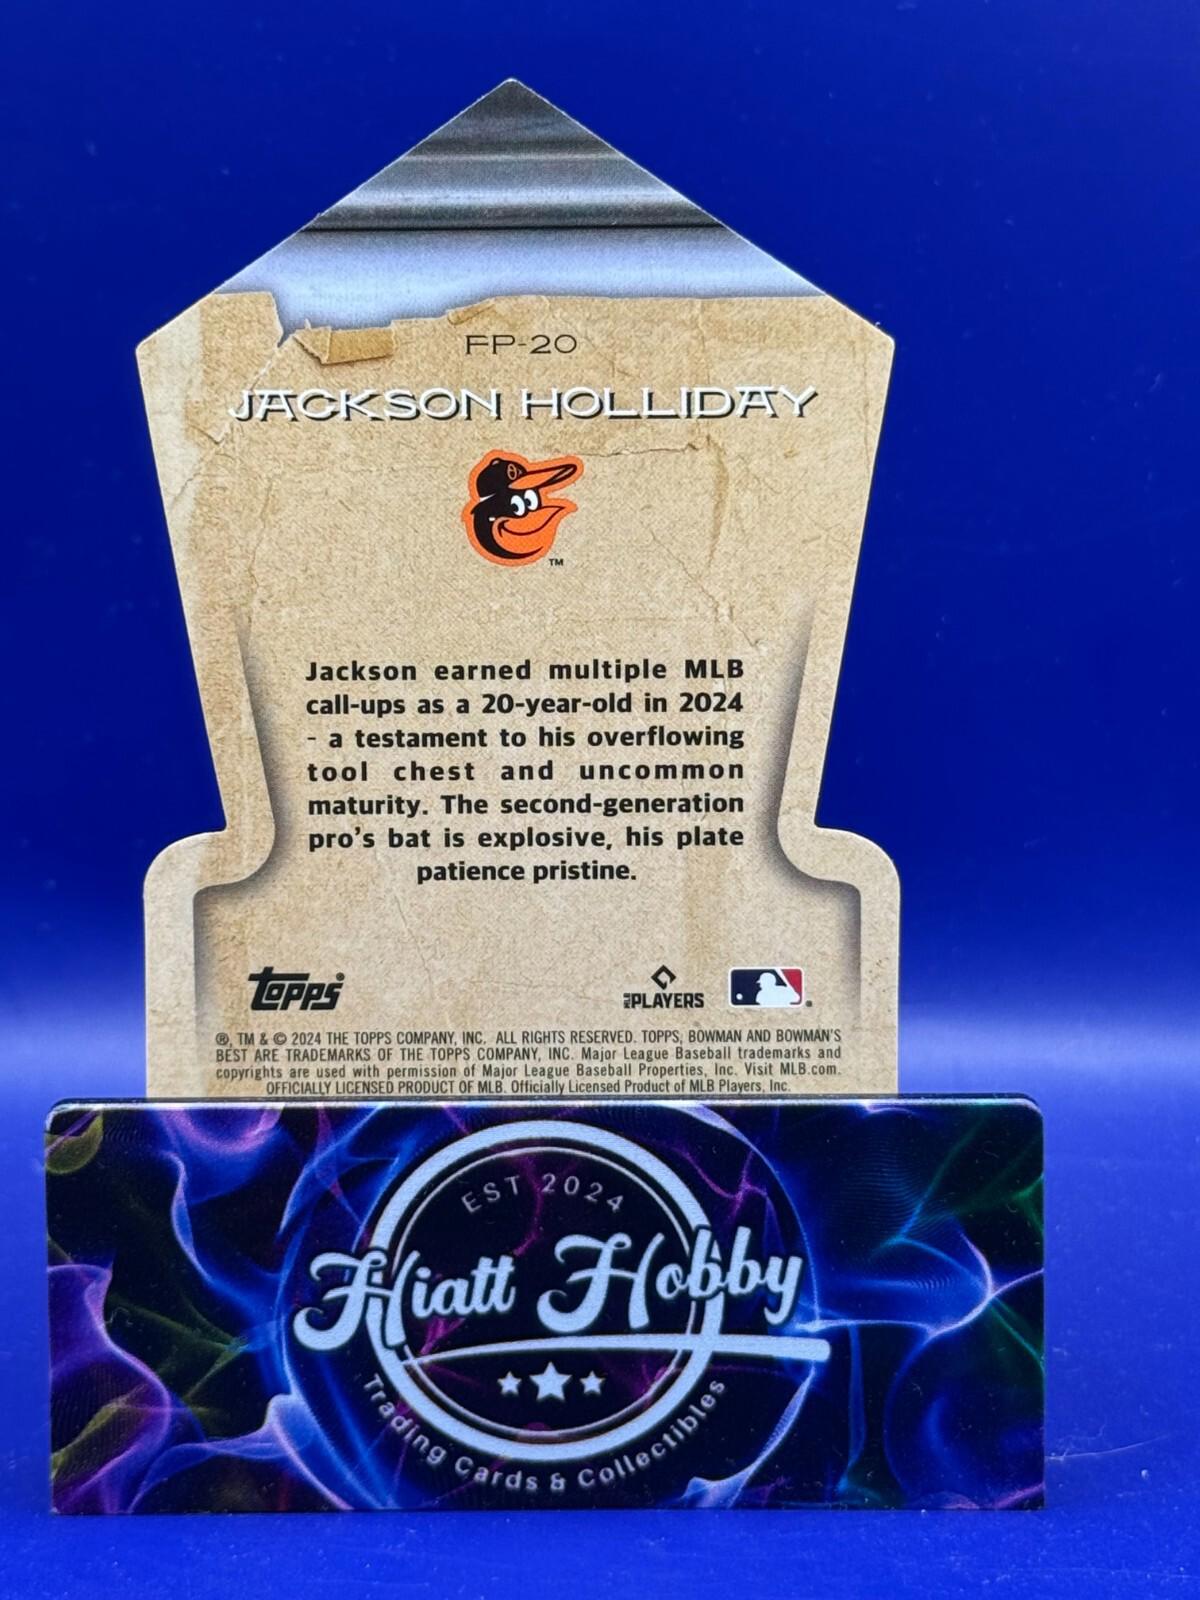 FP-20
JACKSON HOLLIDAY
TM
Jackson earned multiple MLB
call-ups as a 20-year-old in 2024
- a testament to his overflowing
tool chest and uncommon
maturity. The second-generation
pro's bat is explosive, his plate
patience pristine.
Topps®
MLB PLAYERS
®, TM & © 2024 THE TOPPS COMPANY, INC. ALL RIGHTS RESERVED. TOPPS, BOWMAN AND BOWMAN'S
BEST ARE TRADEMARKS OF THE TOPPS COMPANY, INC. Major League Baseball trademarks and
copyrights are used with permission of Major League Baseball Properties, Inc. Visit MLB.com.
OFFICIALLY LICENSED PRODUCT OF MLB. Officially Licensed Product of MLB Players, Inc.
EST 2024
Hiatt Hobby
Trading Cards & Collectibles